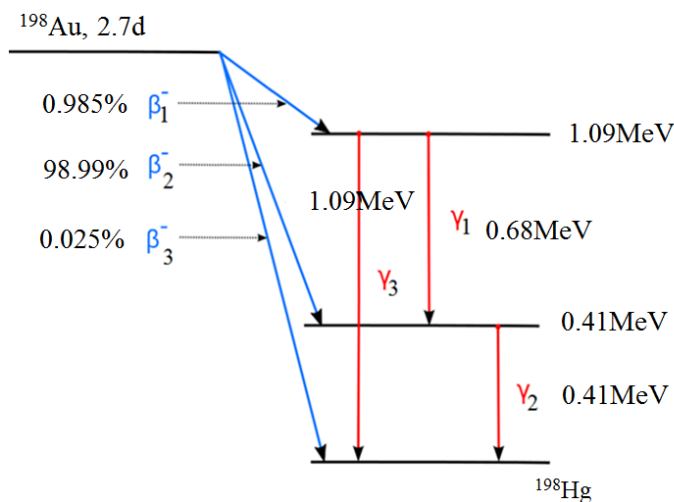 ¹⁹⁸Au, 2.7d
0.985% β₁⁻
1.09MeV
98.99% β₂⁻
1.09MeV
γ₁ 0.68MeV
0.025% β₃⁻
γ₃
0.41MeV
γ₂ 0.41MeV
¹⁹⁸Hg